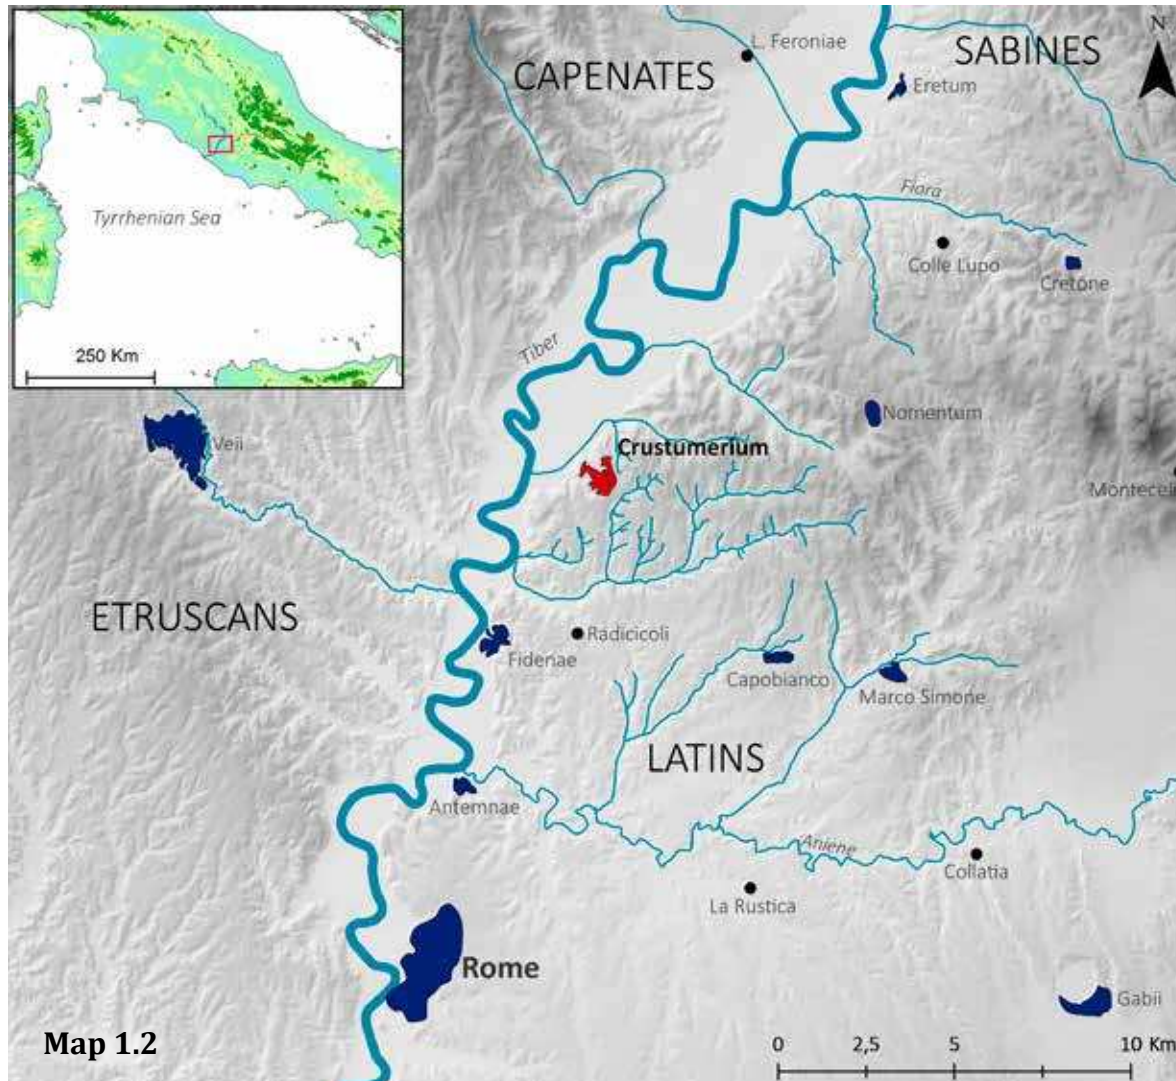 N
L. Feroniae
SABINES
CAPENATES
Eretum
Fiora
Tyrrhenian Sea
Colle Lupo
Cretone
250 Km
Tiber
Nomentum
Veii
Crustumerium
Monteceli
ETRUSCANS
Radicicoli
Fidenae
Capobianco
Marco Simone
LATINS
Antemnae
Aniene
Collatia
La Rustica
Rome
Gabii
Map 1.2
0 2,5 5 10 Km